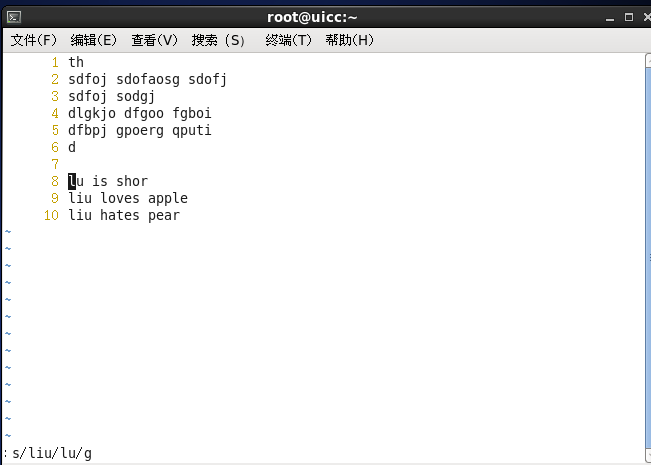 root@uicc:~
文件(F) 编辑(E) 查看(V) 搜索 (S) 终端(T) 帮助(H)
1 th
2 sdfoj sdofaosg sdofj
3 sdfoj sodgj
4 dlgkjo dfgoo fgboi
5 dfbpj gpoerg qputi
6 d
7
8 lu is shor
9 liu loves apple
10 liu hates pear
~
~
~
~
~
~
~
~
~
~
~
~
~
:s/liu/lu/g